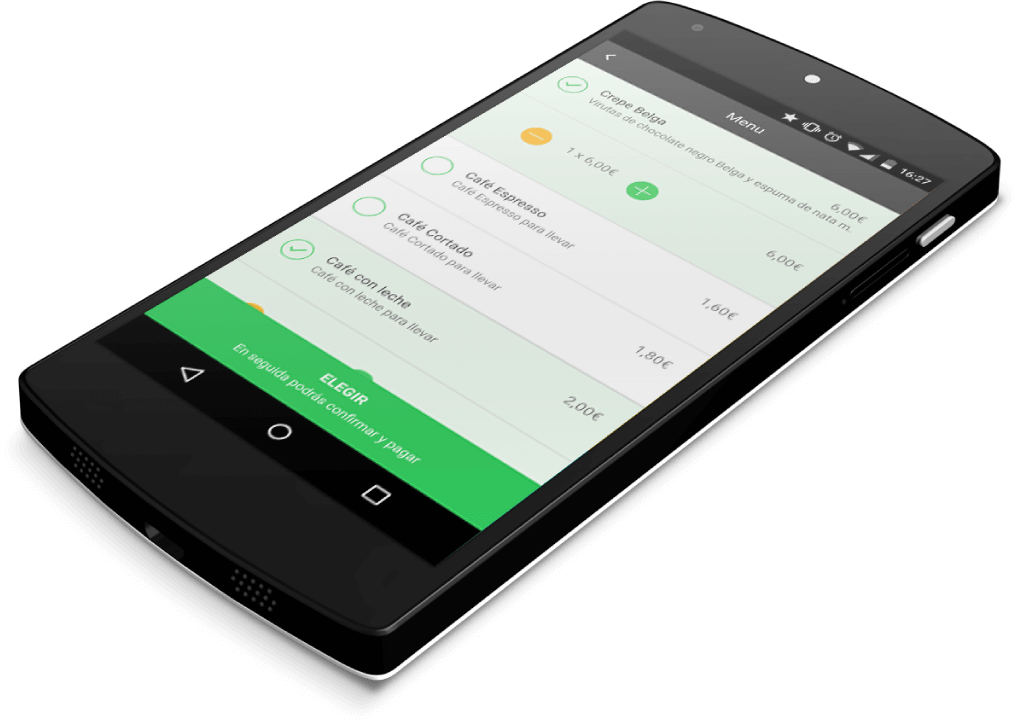 16:27
Menu
Crepe Belga
6,00€
Virutas de chocolate negro Belga y espuma de nata m.
1 x 6,00€
6,00€
Café Espresso
Café Espresso para llevar
1,60€
Café Cortado
Café Cortado para llevar
1,80€
Café con leche
Café con leche para llevar
2,00€
ELEGIR
En seguida podrás confirmar y pagar